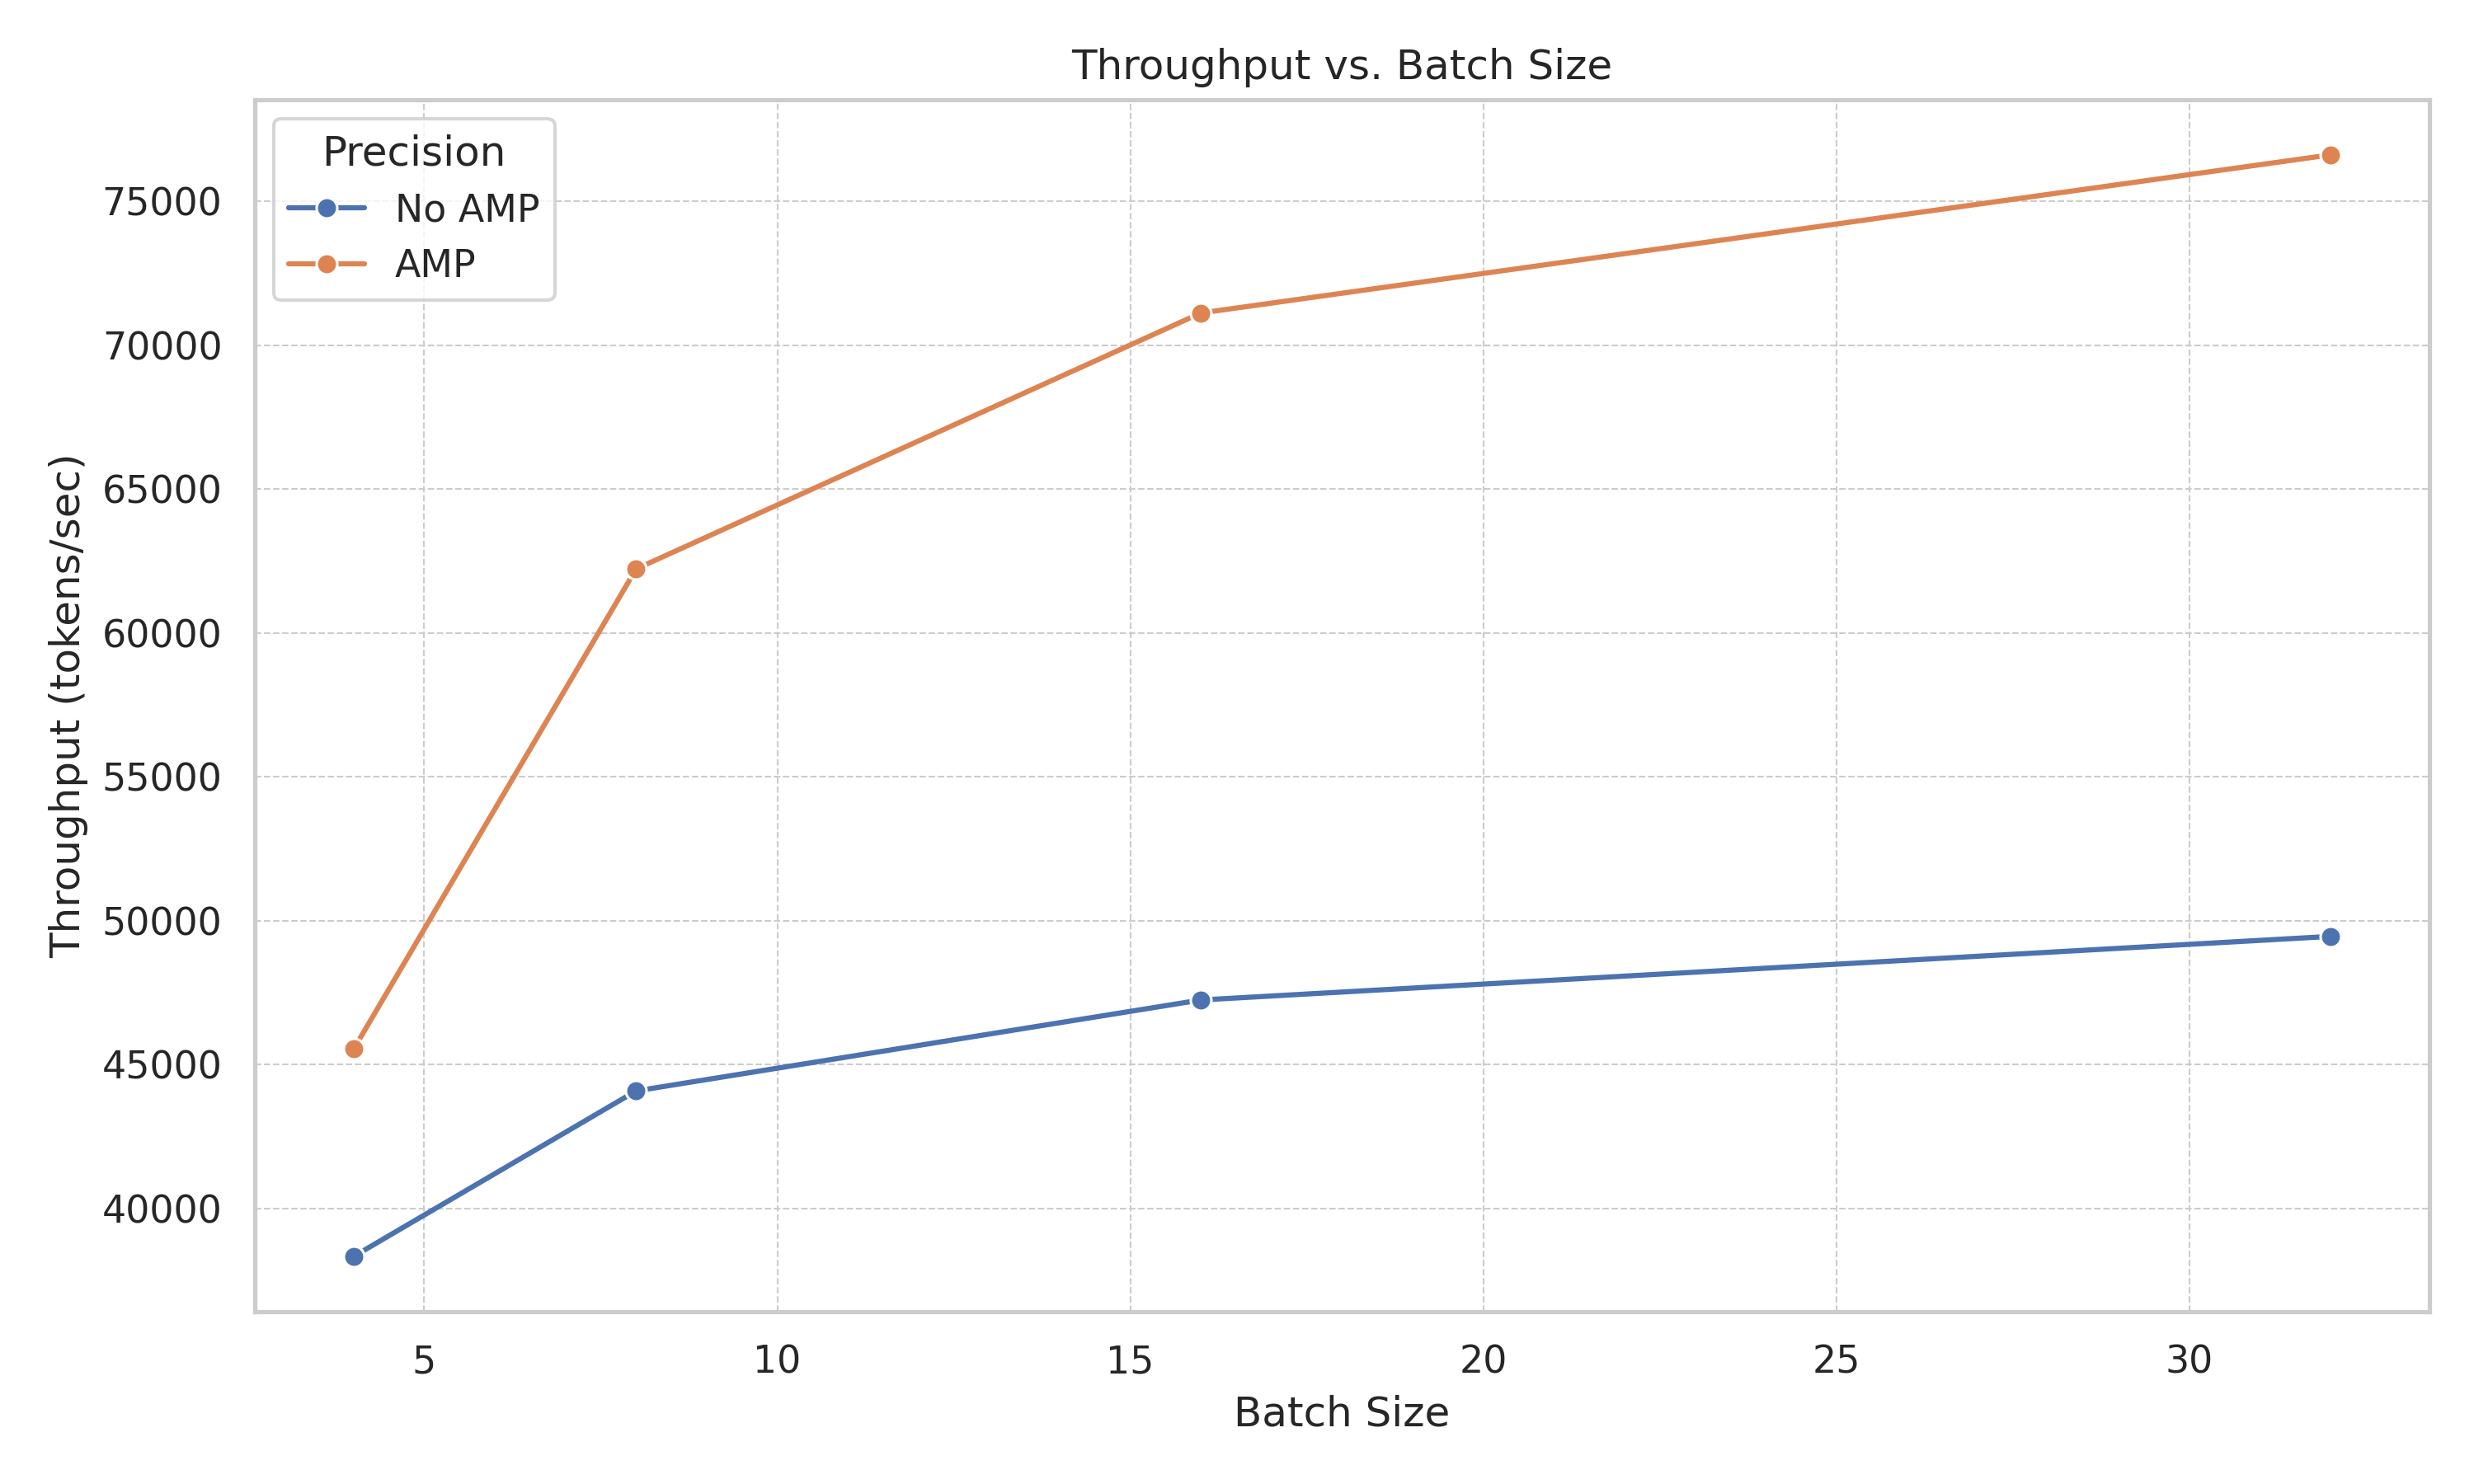 Throughput vs. Batch Size
Precision
No AMP
AMP
75000
70000
65000
60000
55000
50000
45000
40000
Throughput (tokens/sec)
5 10 15 20 25 30
Batch Size